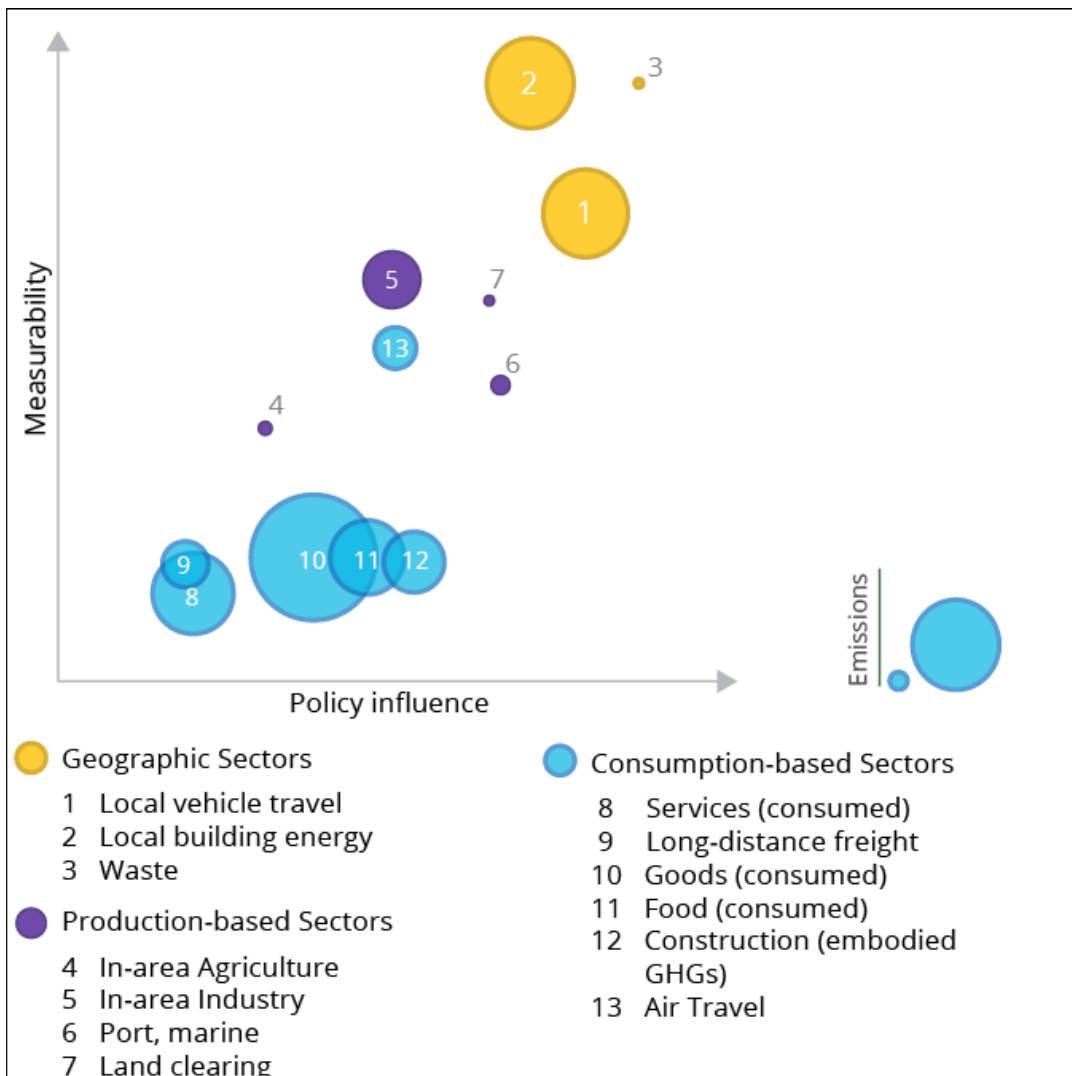 2
3
1
5
7
13
6
4
9
8
10
11
12
Measurability
Policy influence
Emissions
Geographic Sectors
1 Local vehicle travel
2 Local building energy
3 Waste
Production-based Sectors
4 In-area Agriculture
5 In-area Industry
6 Port, marine
7 Land clearing
Consumption-based Sectors
8 Services (consumed)
9 Long-distance freight
10 Goods (consumed)
11 Food (consumed)
12 Construction (embodied
GHGs)
13 Air Travel